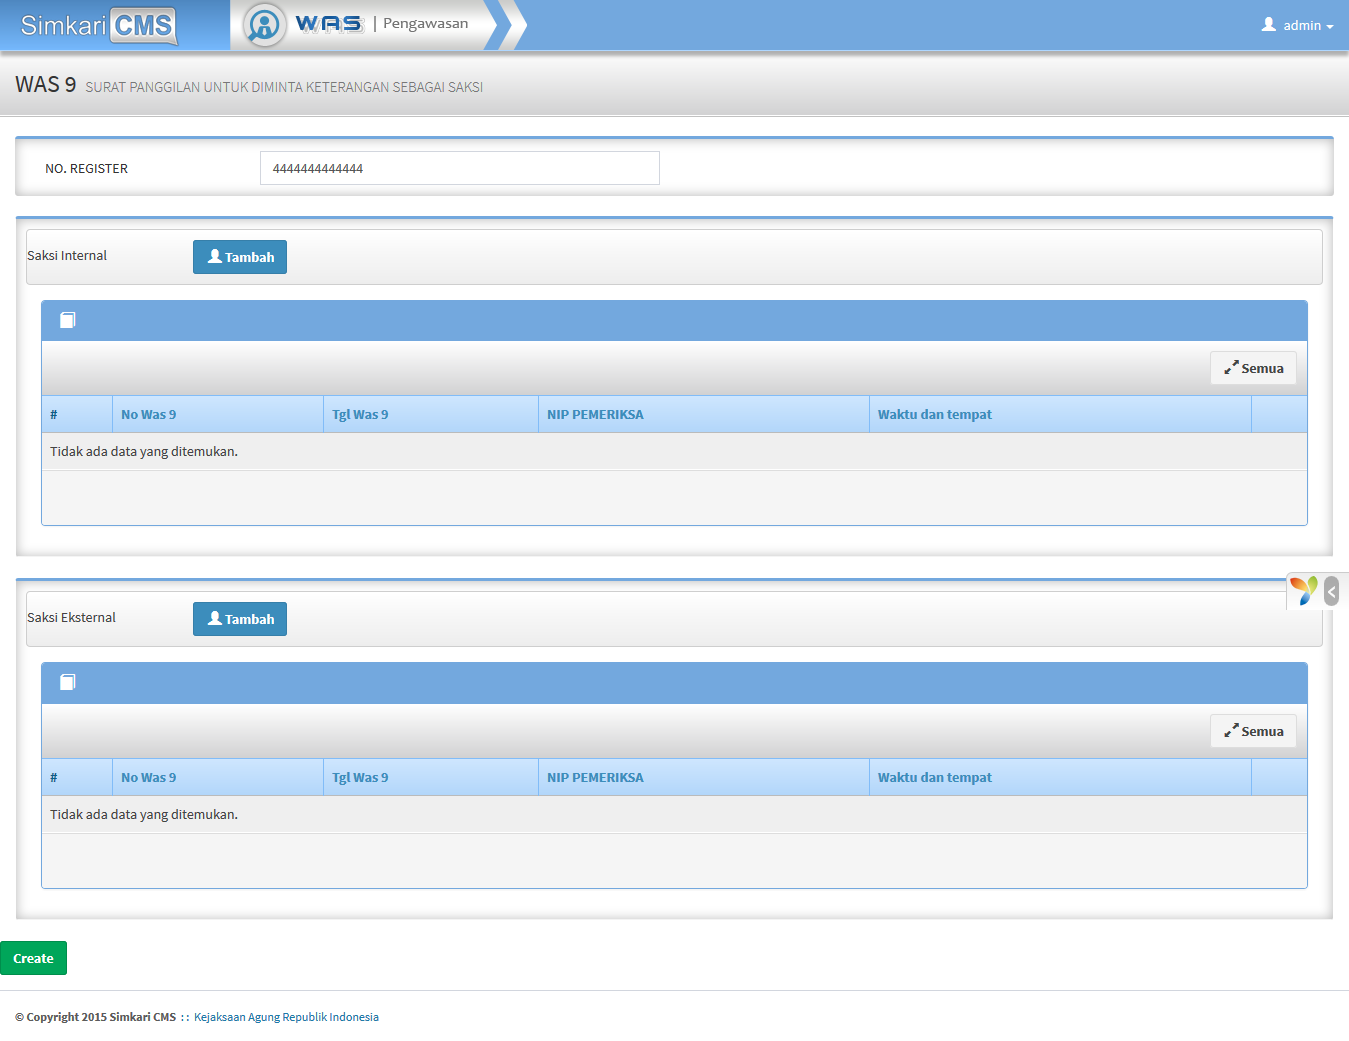 Simkari CMS WAS | Pengawasan admin
WAS 9 SURAT PANGGILAN UNTUK DIMINTA KETERANGAN SEBAGAI SAKSI
NO. REGISTER 4444444444444
Saksi Internal Tambah
Semua
# No Was 9 Tgl Was 9 NIP PEMERIKSA Waktu dan tempat
Tidak ada data yang ditemukan.
Saksi Eksternal Tambah
Semua
# No Was 9 Tgl Was 9 NIP PEMERIKSA Waktu dan tempat
Tidak ada data yang ditemukan.
Create
© Copyright 2015 Simkari CMS :: Kejaksaan Agung Republik Indonesia